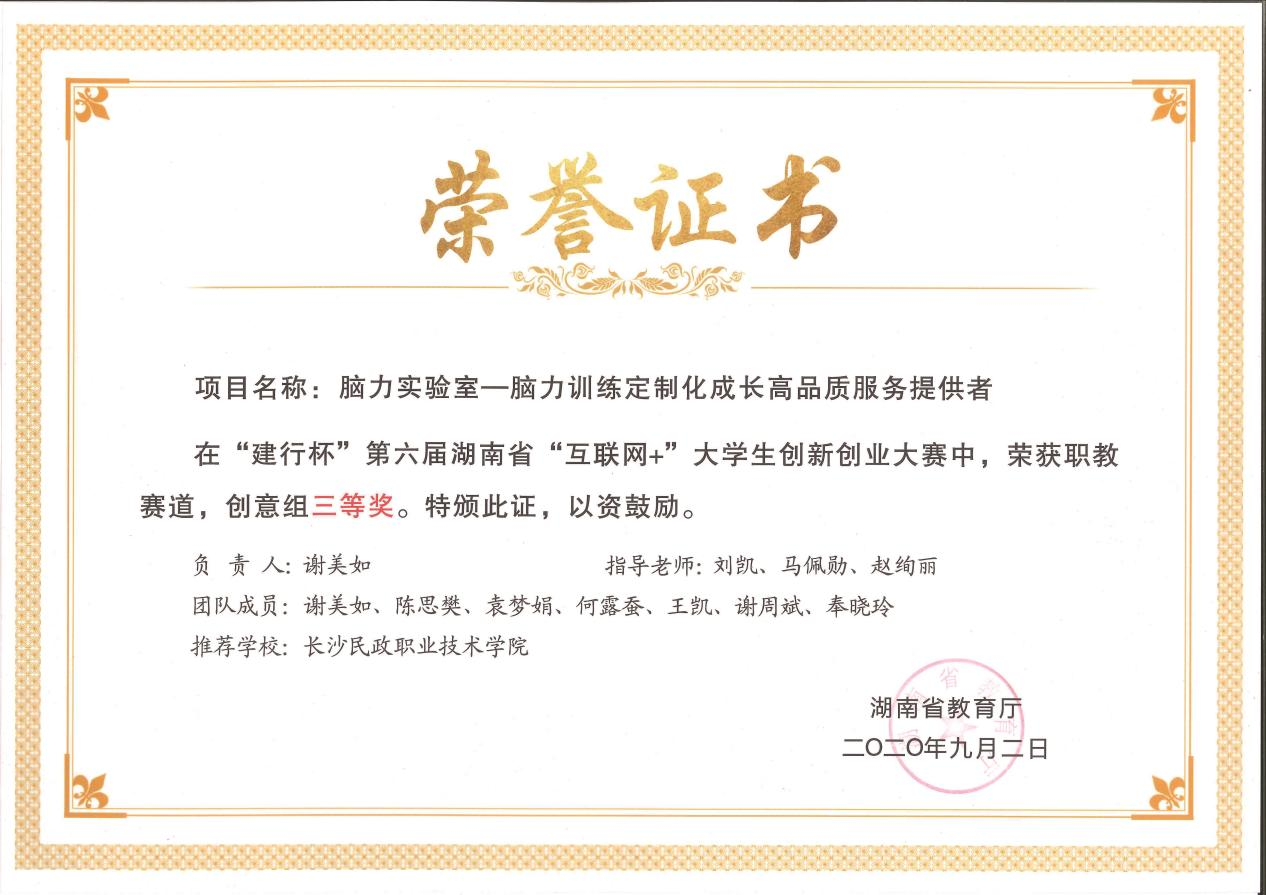 荣誉证书
项目名称：脑力实验室—脑力训练定制化成长高品质服务提供者
在“建行杯”第六届湖南省“互联网+”大学生创新创业大赛中，荣获职教
赛道，创意组三等奖。特颁此证，以资鼓励。
负 责 人：谢美如 指导老师：刘凯、马佩勋、赵绚丽
团队成员：谢美如、陈思樊、袁梦娟、何露蚕、王凯、谢周斌、奉晓玲
推荐学校：长沙民政职业技术学院
湖南省教育厅
二〇二〇年九月二日
湖南省教育厅